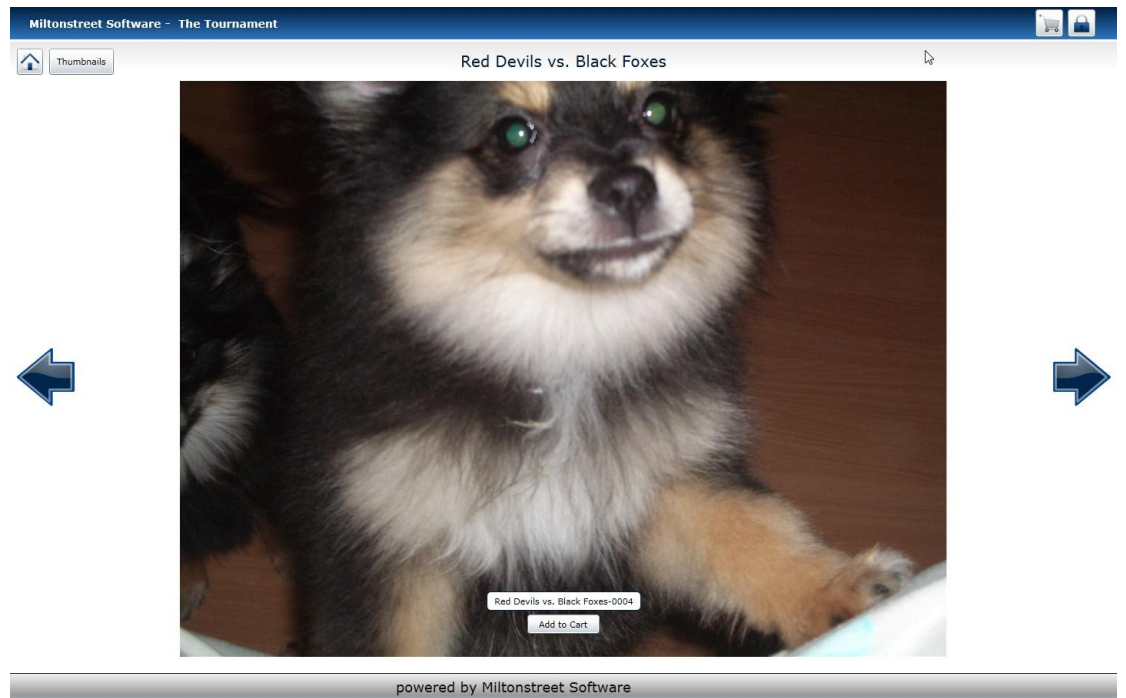 Miltonstreet Software - The Tournament
Thumbnails
Red Devils vs. Black Foxes
Red Devils vs. Black Foxes-0004
Add to Cart
powered by Miltonstreet Software